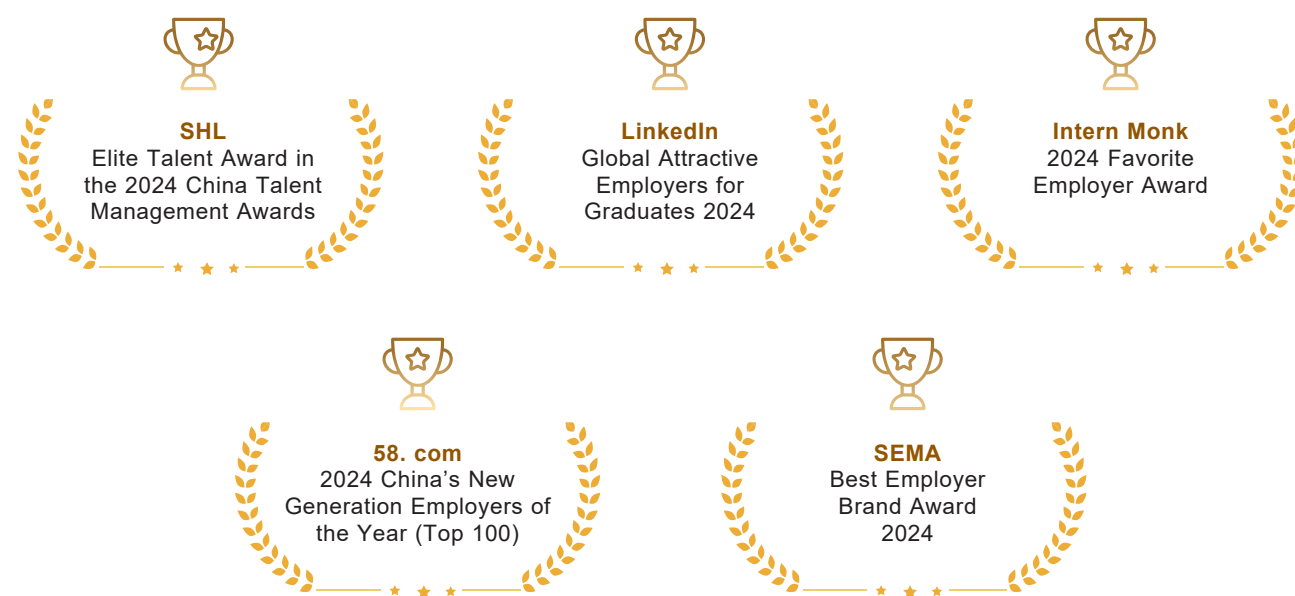 SHL
Elite Talent Award in
the 2024 China Talent
Management Awards
LinkedIn
Global Attractive
Employers for
Graduates 2024
Intern Monk
2024 Favorite
Employer Award
58. com
2024 China’s New
Generation Employers of
the Year (Top 100)
SEMA
Best Employer
Brand Award
2024